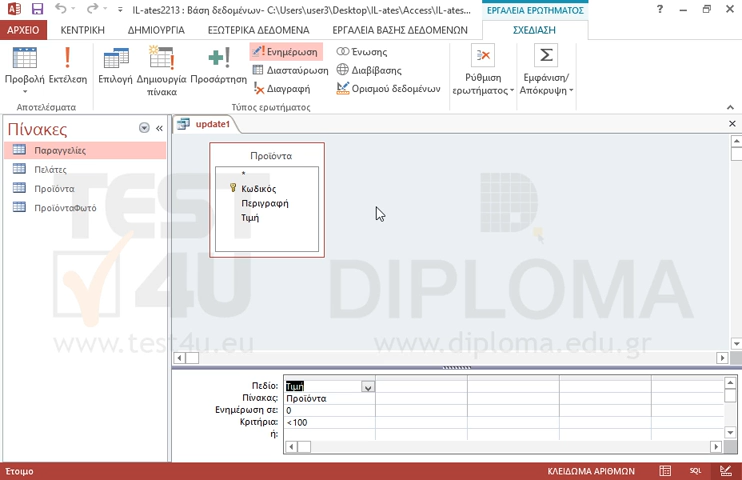 IL-ates2213 : Βάση δεδομένων- C:\Users\user3\Desktop\IL-ates\Access\IL-ates...
ΕΡΓΑΛΕΙΑ ΕΡΩΤΗΜΑΤΟΣ
ΑΡΧΕΙΟ ΚΕΝΤΡΙΚΗ ΔΗΜΙΟΥΡΓΙΑ ΕΞΩΤΕΡΙΚΑ ΔΕΔΟΜΕΝΑ ΕΡΓΑΛΕΙΑ ΒΑΣΗΣ ΔΕΔΟΜΕΝΩΝ ΣΧΕΔΙΑΣΗ
Προβολή Εκτέλεση
Αποτελέσματα
Επιλογή Δημιουργία πίνακα Προσάρτηση
Ενημέρωση
Διασταύρωση
Διαγραφή
Ένωσης
Διαβίβασης
Ορισμού δεδομένων
Τύπος ερωτήματος
Ρύθμιση ερωτήματος
Εμφάνιση/ Απόκρυψη
Πίνακες
Παραγγελίες
Πελάτες
Προϊόντα
ΠροϊόνταΦωτό
update1
Προϊόντα
*
Κωδικός
Περιγραφή
Τιμή
TEST
4U
www.test4u.eu
DIPLOMA
www.diploma.edu.gr
Πεδίο: Τιμή
Πίνακας: Προϊόντα
Ενημέρωση σε: 0
Κριτήρια: <100
ή:
Έτοιμο
ΚΛΕΙΔΩΜΑ ΑΡΙΘΜΩΝ
SQL